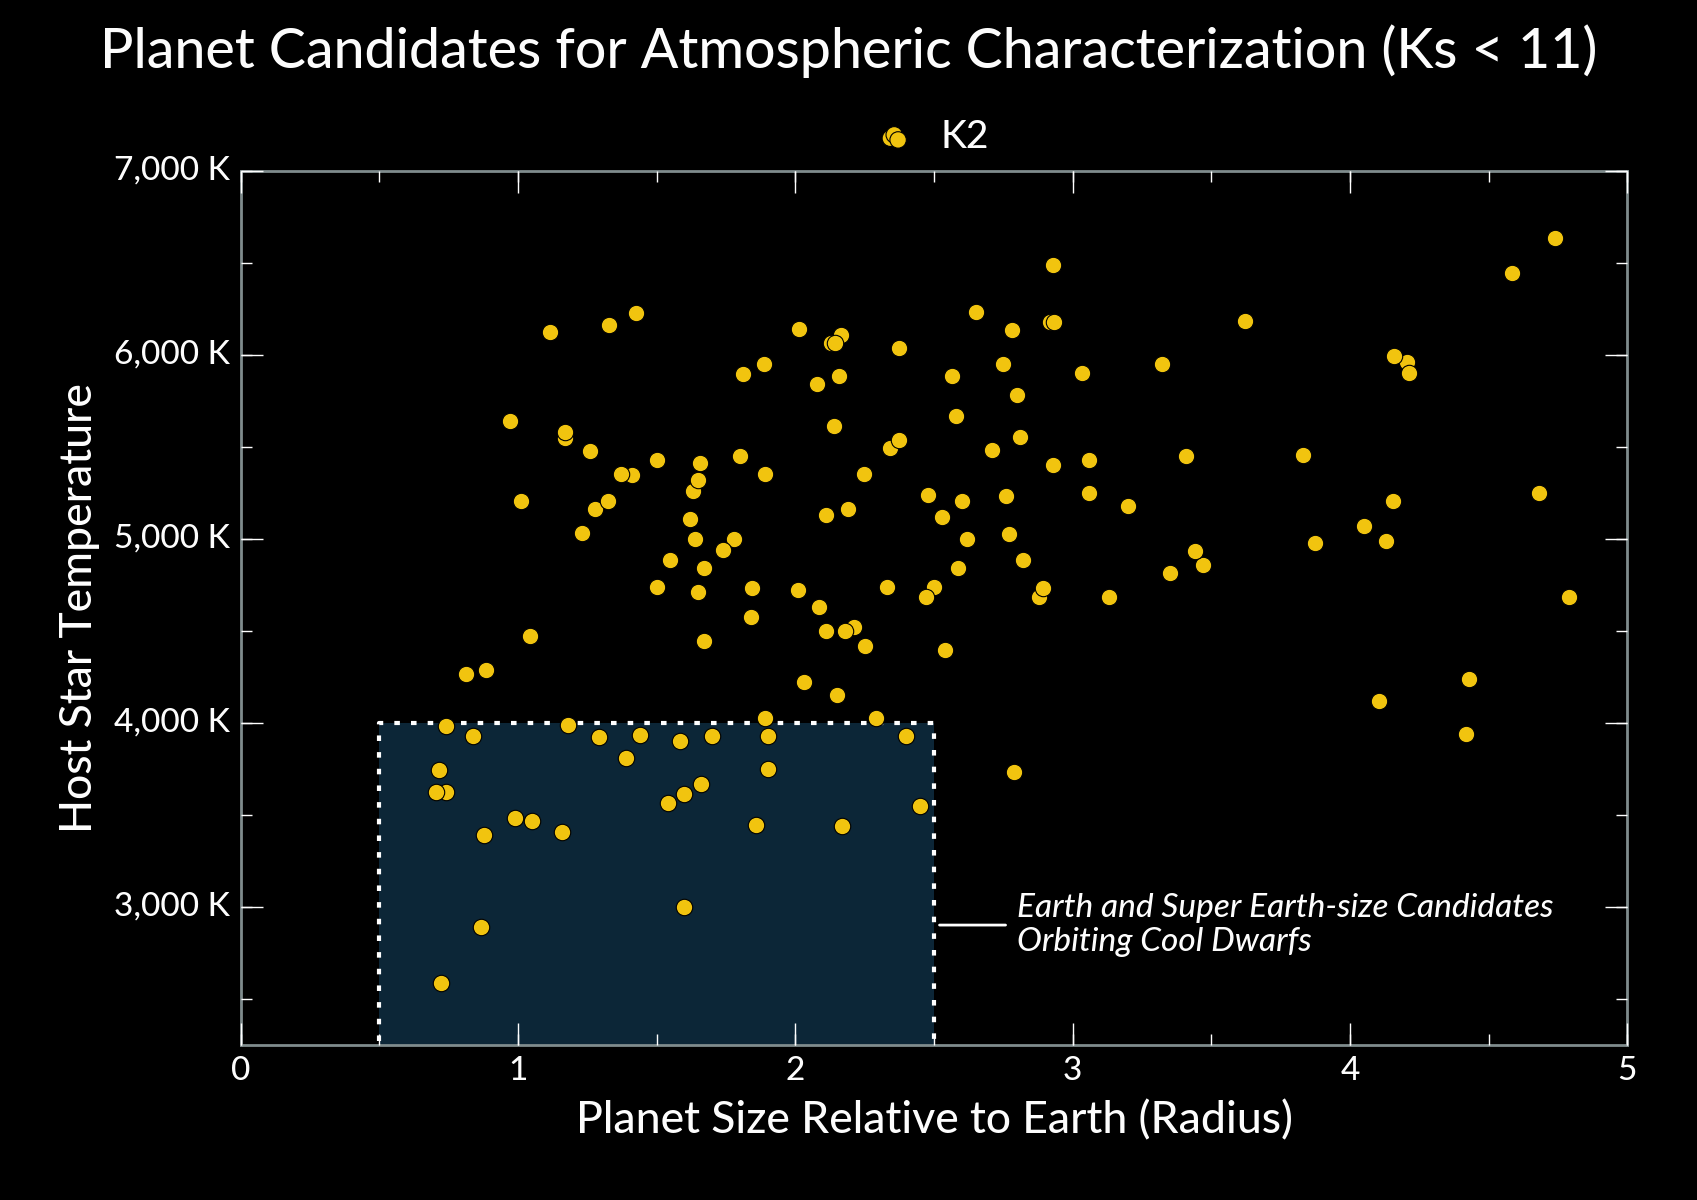 Planet Candidates for Atmospheric Characterization (Ks < 11)
K2
7,000 K
6,000 K
5,000 K
4,000 K
3,000 K
Host Star Temperature
Earth and Super Earth-size Candidates
Orbiting Cool Dwarfs
0 1 2 3 4 5
Planet Size Relative to Earth (Radius)